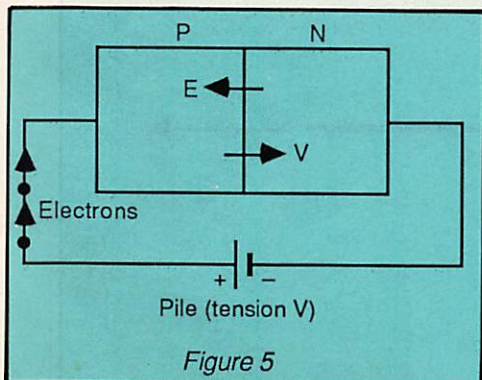 P N
E
V
Electrons
+ −
Pile (tension V)
Figure 5